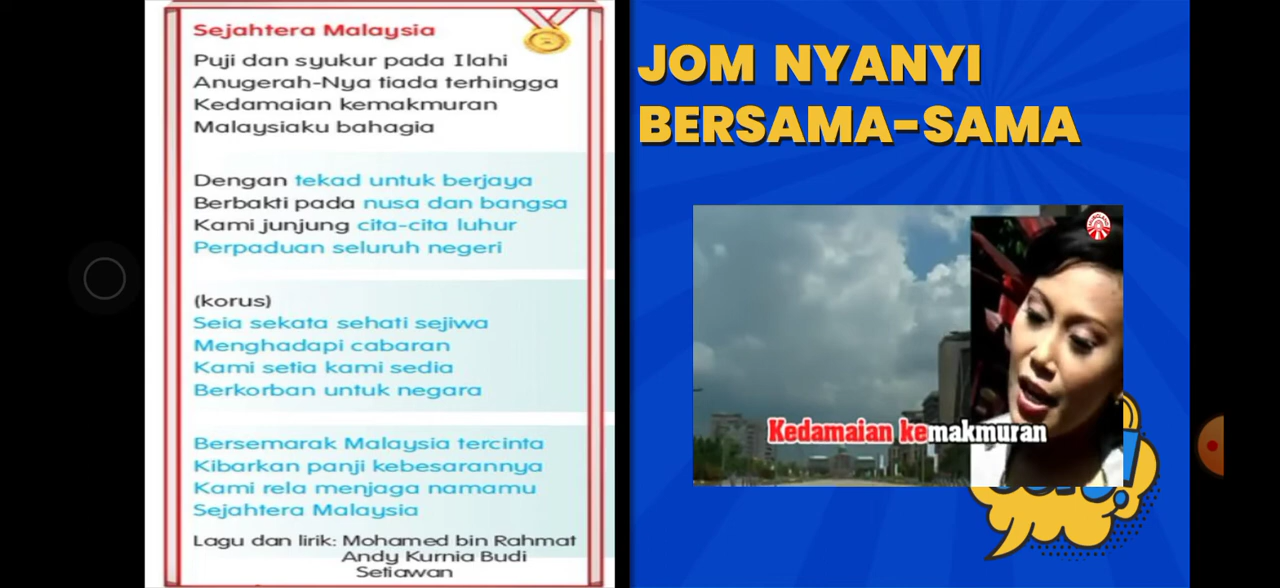 Sejahtera Malaysia
Puji dan syukur pada Ilahi
Anugerah-Nya tiada terhingga
Kedamaian kemakmuran
Malaysiaku bahagia
Dengan tekad untuk berjaya
Berbakti pada nusa dan bangsa
Kami junjung cita-cita luhur
Perpaduan seluruh negeri
(korus)
Seia sekata sehati sejiwa
Menghadapi cabaran
Kami setia kami sedia
Berkorban untuk negara
Bersemarak Malaysia tercinta
Kibarkan panji kebesarannya
Kami rela menjaga namamu
Sejahtera Malaysia
Lagu dan lirik: Mohamed bin Rahmat
Andy Kurnia Budi
Setiawan
JOM NYANYI
BERSAMA-SAMA
Kedamaian kemakmuran